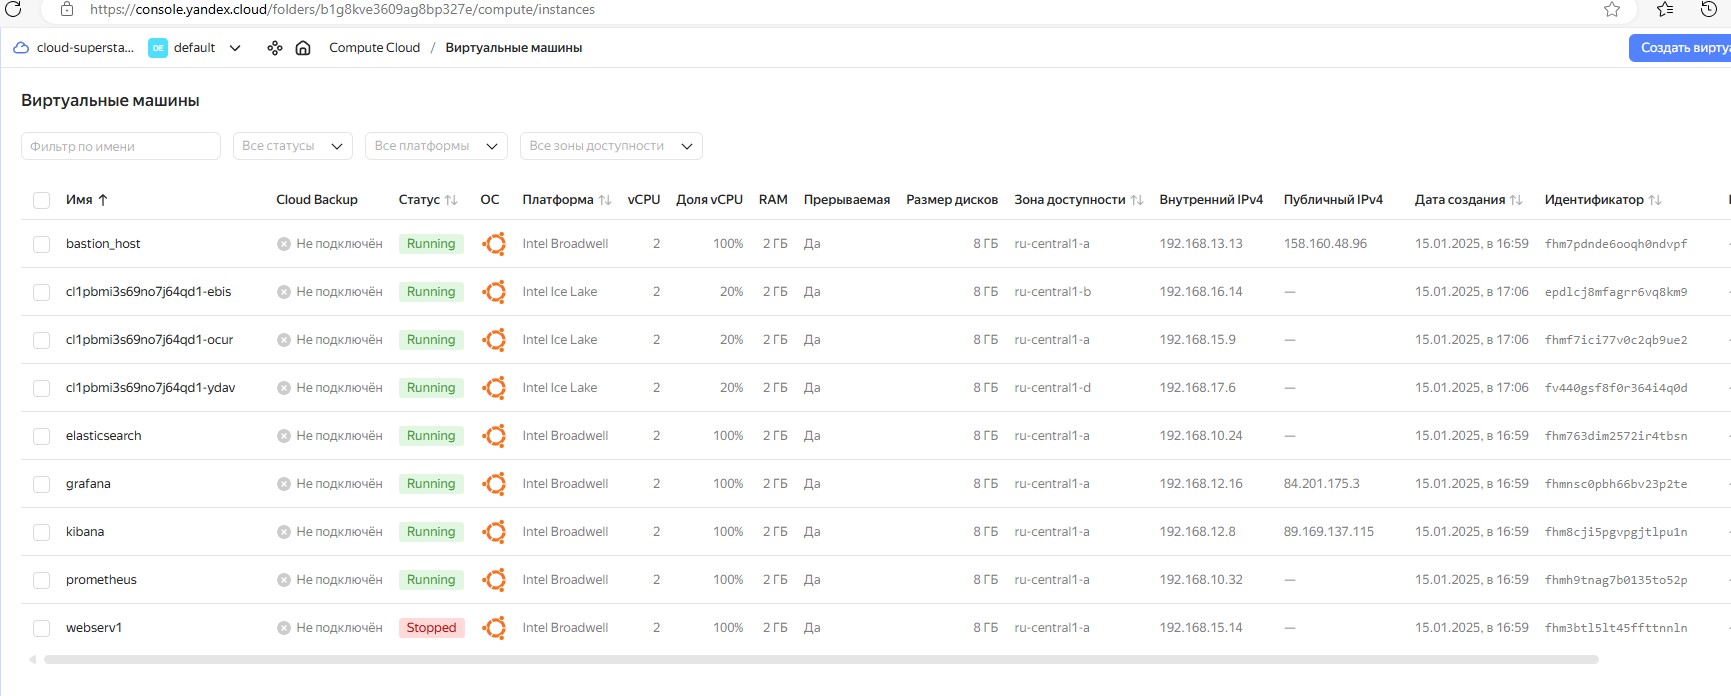 https://console.yandex.cloud/folders/b1g8kve3609ag8bp327e/compute/instances
cloud-supersta... DE default Compute Cloud / Виртуальные машины Создать вирту
Виртуальные машины
Фильтр по имени Все статусы Все платформы Все зоны доступности
Имя Cloud Backup Статус ОС Платформа vCPU Доля vCPU RAM Прерываемая Размер дисков Зона доступности Внутренний IPv4 Публичный IPv4 Дата создания Идентификатор
bastion_host Не подключён Running Intel Broadwell 2 100% 2 ГБ Да 8 ГБ ru-central1-a 192.168.13.13 158.160.48.96 15.01.2025, в 16:59 fhm7pdnde6ooqh0ndvpf
cl1pbmi3s69no7j64qd1-ebis Не подключён Running Intel Ice Lake 2 20% 2 ГБ Да 8 ГБ ru-central1-b 192.168.16.14 — 15.01.2025, в 17:06 epdlcj8mfagrr6vq8km9
cl1pbmi3s69no7j64qd1-ocur Не подключён Running Intel Ice Lake 2 20% 2 ГБ Да 8 ГБ ru-central1-a 192.168.15.9 — 15.01.2025, в 17:06 fhmf7ici77v0c2qb9ue2
cl1pbmi3s69no7j64qd1-ydav Не подключён Running Intel Ice Lake 2 20% 2 ГБ Да 8 ГБ ru-central1-d 192.168.17.6 — 15.01.2025, в 17:06 fv440gsf8f0r364i4q0d
elasticsearch Не подключён Running Intel Broadwell 2 100% 2 ГБ Да 8 ГБ ru-central1-a 192.168.10.24 — 15.01.2025, в 16:59 fhm763dim2572ir4tbsn
grafana Не подключён Running Intel Broadwell 2 100% 2 ГБ Да 8 ГБ ru-central1-a 192.168.12.16 84.201.175.3 15.01.2025, в 16:59 fhmnsc0pbh66bv23p2te
kibana Не подключён Running Intel Broadwell 2 100% 2 ГБ Да 8 ГБ ru-central1-a 192.168.12.8 89.169.137.115 15.01.2025, в 16:59 fhm8cji5pgvpgjtlpu1n
prometheus Не подключён Running Intel Broadwell 2 100% 2 ГБ Да 8 ГБ ru-central1-a 192.168.10.32 — 15.01.2025, в 16:59 fhmh9tnag7b0135to52p
webserv1 Не подключён Stopped Intel Broadwell 2 100% 2 ГБ Да 8 ГБ ru-central1-a 192.168.15.14 — 15.01.2025, в 16:59 fhm3btl5lt45ffttnnln